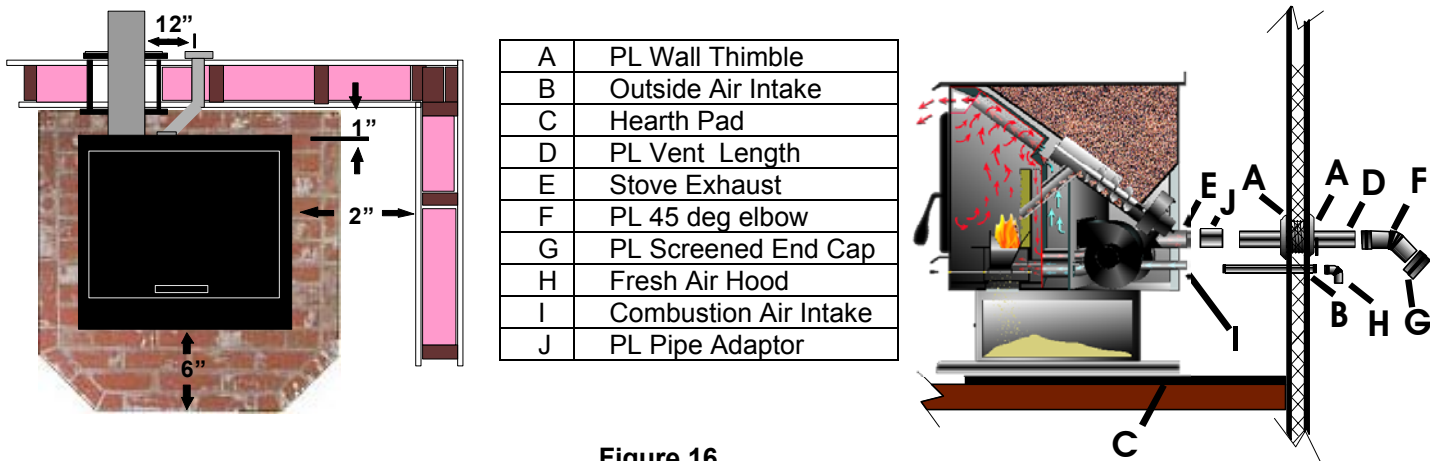 12”
1”
2”
6”
A PL Wall Thimble
B Outside Air Intake
C Hearth Pad
D PL Vent Length
E Stove Exhaust
F PL 45 deg elbow
G PL Screened End Cap
H Fresh Air Hood
I Combustion Air Intake
J PL Pipe Adaptor
E
J
A
A
D
F
B
H
G
I
C
Figure 16